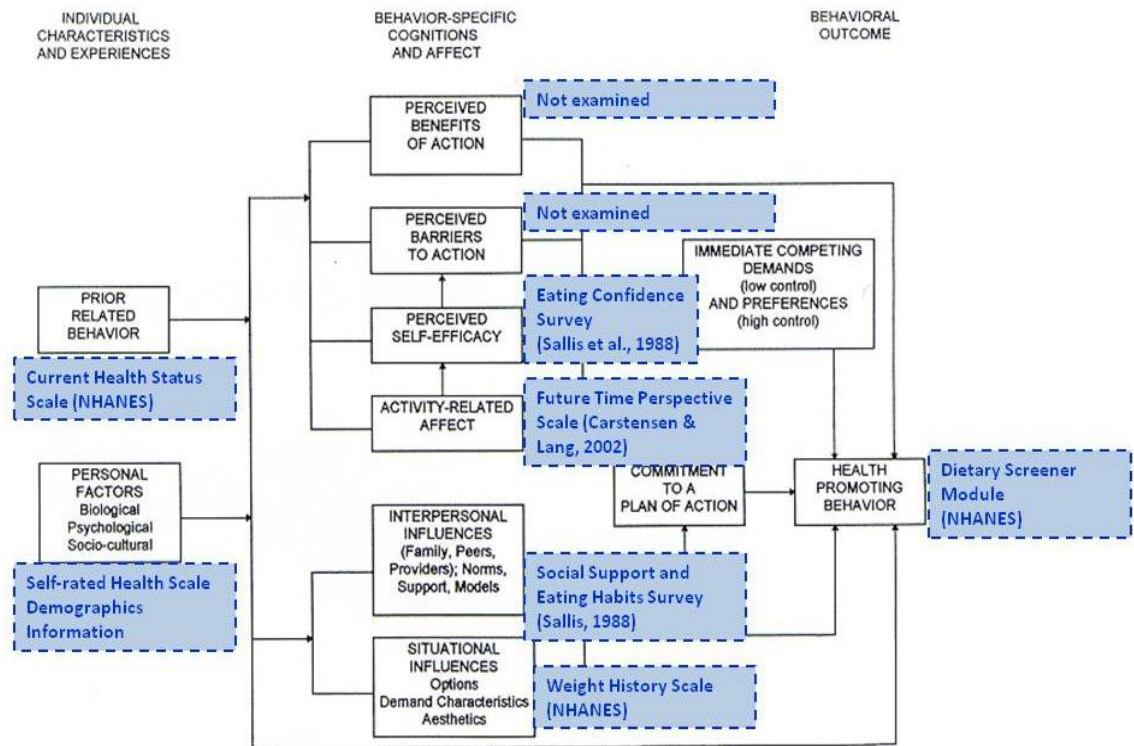 INDIVIDUAL
CHARACTERISTICS
AND EXPERIENCES
BEHAVIOR-SPECIFIC
COGNITIONS
AND AFFECT
BEHAVIORAL
OUTCOME
PERCEIVED
BENEFITS
OF ACTION
Not examined
PERCEIVED
BARRIERS
TO ACTION
Not examined
IMMEDIATE COMPETING
DEMANDS
(low control)
AND PREFERENCES
(high control)
PRIOR
RELATED
BEHAVIOR
Current Health Status
Scale (NHANES)
PERCEIVED
SELF-EFFICACY
Eating Confidence
Survey
(Sallis et al., 1988)
ACTIVITY-RELATED
AFFECT
Future Time Perspective
Scale (Carstensen &
Lang, 2002)
PERSONAL
FACTORS
Biological
Psychological
Socio-cultural
Self-rated Health Scale
Demographics
Information
COMMITMENT
TO A
PLAN OF ACTION
HEALTH
PROMOTING
BEHAVIOR
Dietary Screener
Module
(NHANES)
INTERPERSONAL
INFLUENCES
(Family, Peers,
Providers); Norms,
Support, Models
Social Support and
Eating Habits Survey
(Sallis, 1988)
SITUATIONAL
INFLUENCES
Options
Demand Characteristics
Aesthetics
Weight History Scale
(NHANES)